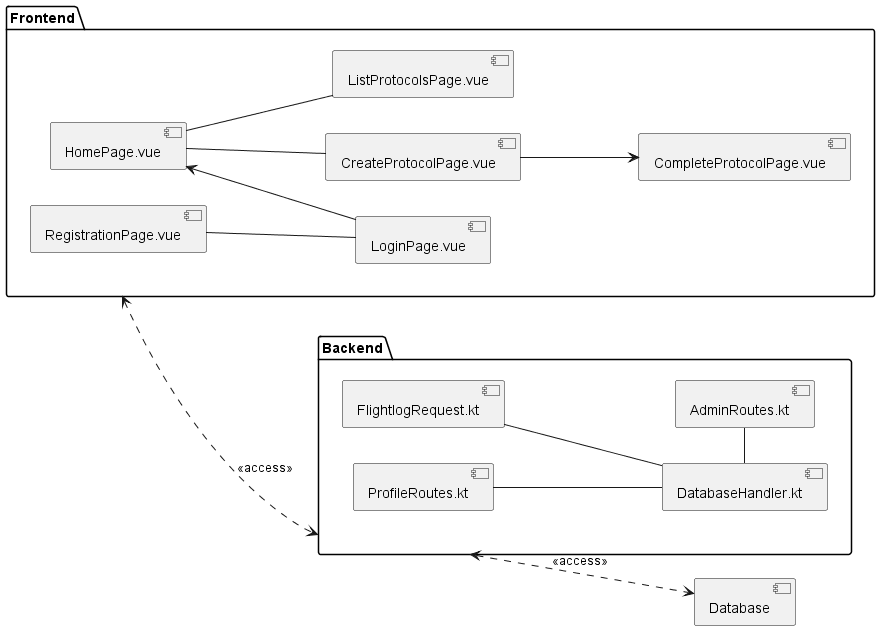 Frontend
ListProtocolsPage.vue
HomePage.vue
CreateProtocolPage.vue
CompleteProtocolPage.vue
RegistrationPage.vue
LoginPage.vue
Backend
FlightlogRequest.kt
AdminRoutes.kt
«access»
ProfileRoutes.kt
DatabaseHandler.kt
«access»
Database